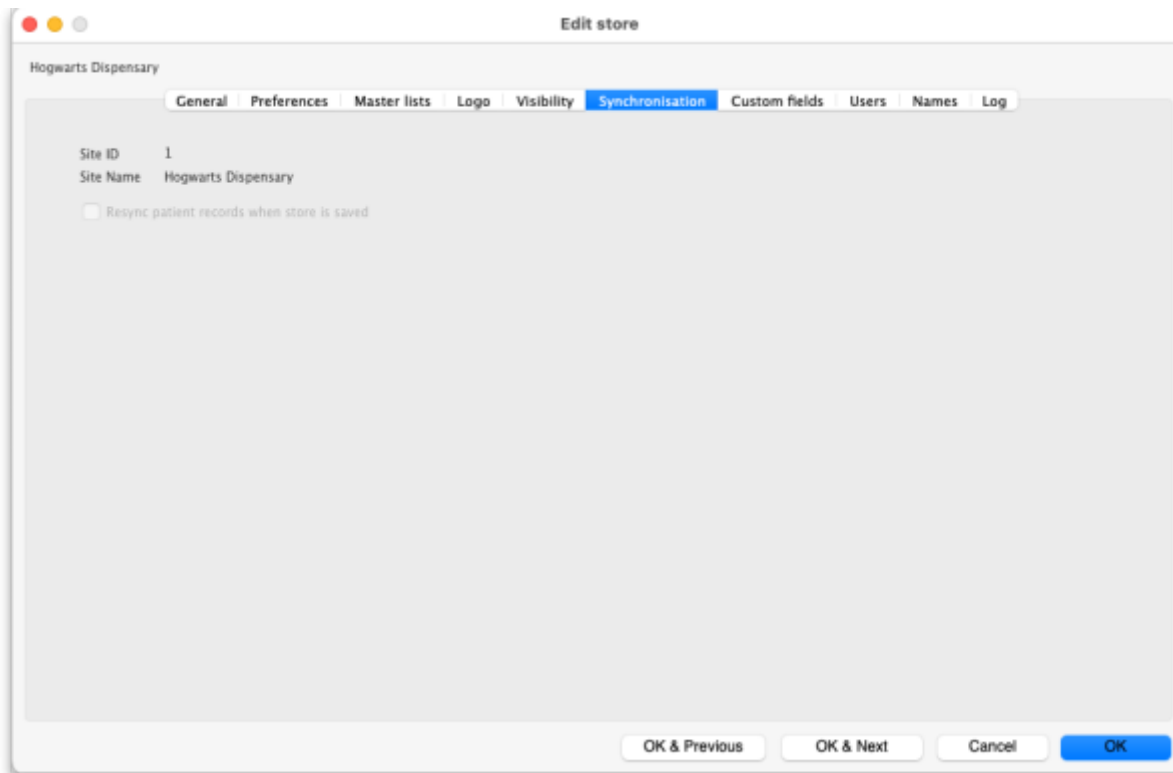 Edit store
Hogwarts Dispensary
General Preferences Master lists Logo Visibility Synchronisation Custom fields Users Names Log
Site ID 1
Site Name Hogwarts Dispensary
Resync patient records when store is saved
OK & Previous OK & Next Cancel OK